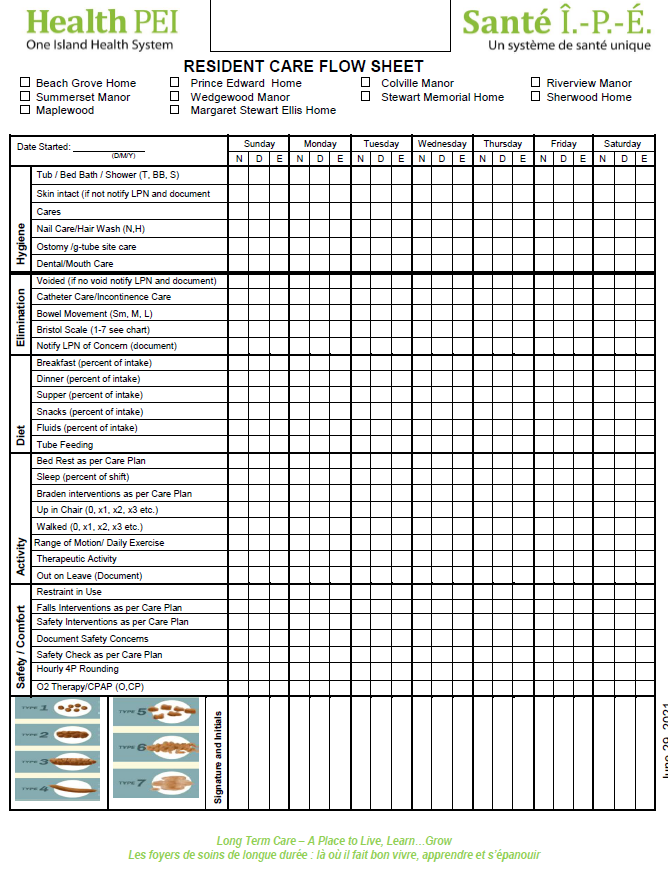 Health PEI
One Island Health System
Santé Î.-P.-É.
Un système de santé unique
RESIDENT CARE FLOW SHEET
Beach Grove Home Prince Edward Home Colville Manor Riverview Manor
Summerset Manor Wedgewood Manor Stewart Memorial Home Sherwood Home
Maplewood Margaret Stewart Ellis Home
Date Started: Sunday Monday Tuesday Wednesday Thursday Friday Saturday
(D/M/Y) N D E N D E N D E N D E N D E N D E N D E
Hygiene
Tub / Bed Bath / Shower (T, BB, S)
Skin intact (if not notify LPN and document
Cares
Nail Care/Hair Wash (N,H)
Ostomy /g-tube site care
Dental/Mouth Care
Elimination
Voided (if no void notify LPN and document)
Catheter Care/Incontinence Care
Bowel Movement (Sm, M, L)
Bristol Scale (1-7 see chart)
Notify LPN of Concern (document)
Diet
Breakfast (percent of intake)
Dinner (percent of intake)
Supper (percent of intake)
Snacks (percent of intake)
Fluids (percent of intake)
Tube Feeding
Activity
Bed Rest as per Care Plan
Sleep (percent of shift)
Braden interventions as per Care Plan
Up in Chair (0, x1, x2, x3 etc.)
Walked (0, x1, x2, x3 etc.)
Range of Motion/ Daily Exercise
Therapeutic Activity
Out on Leave (Document)
Safety / Comfort
Restraint in Use
Falls Interventions as per Care Plan
Safety Interventions as per Care Plan
Document Safety Concerns
Safety Check as per Care Plan
Hourly 4P Rounding
O2 Therapy/CPAP (O,CP)
TYPE 1
TYPE 2
TYPE 3
TYPE 4
TYPE 5
TYPE 6
TYPE 7
Signature and Initials
June 29, 2021
Long Term Care – A Place to Live, Learn…Grow
Les foyers de soins de longue durée : là où il fait bon vivre, apprendre et s'épanouir